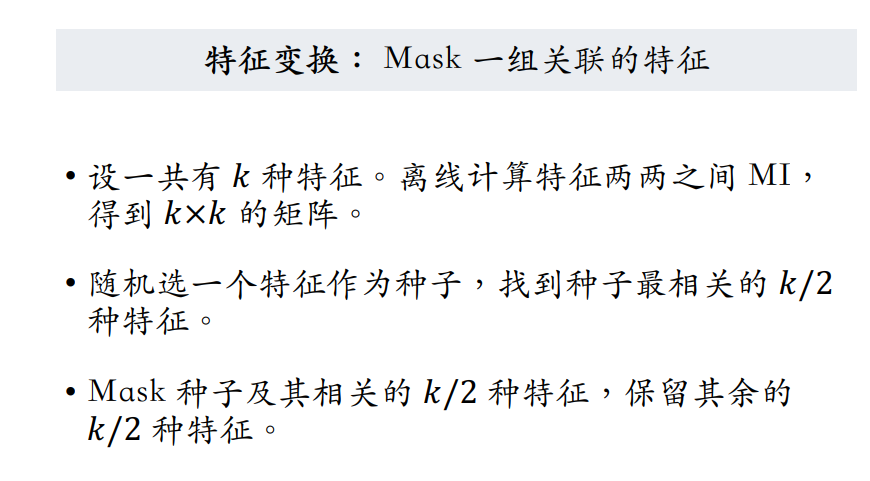 特征变换：Mask 一组关联的特征
• 设一共有 k 种特征。离线计算特征两两之间 MI，
得到 k×k 的矩阵。
• 随机选一个特征作为种子，找到种子最相关的 k/2
种特征。
• Mask 种子及其相关的 k/2 种特征，保留其余的
k/2 种特征。